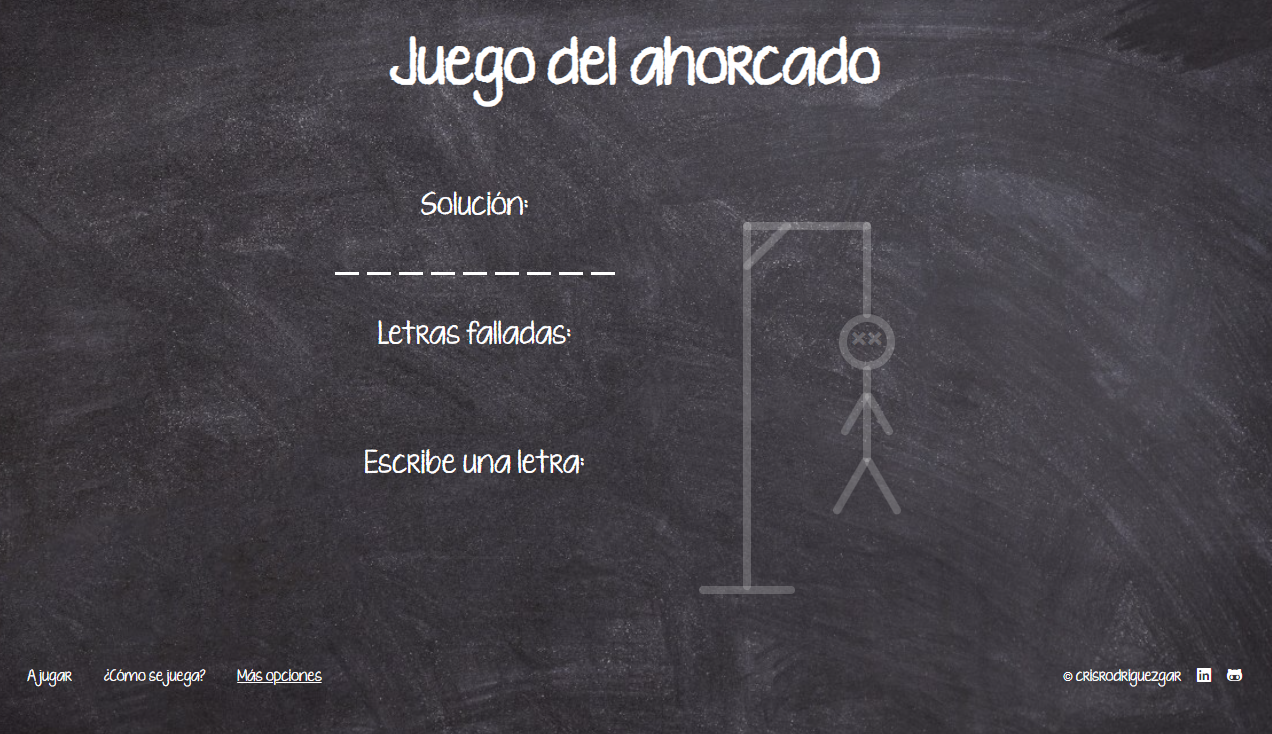 Juego del ahorcado
Solución:
_ _ _ _ _ _ _ _ _
Letras falladas:
Escribe una letra:
A jugar ¿Cómo se juega? Más opciones © crisrodriguezgar